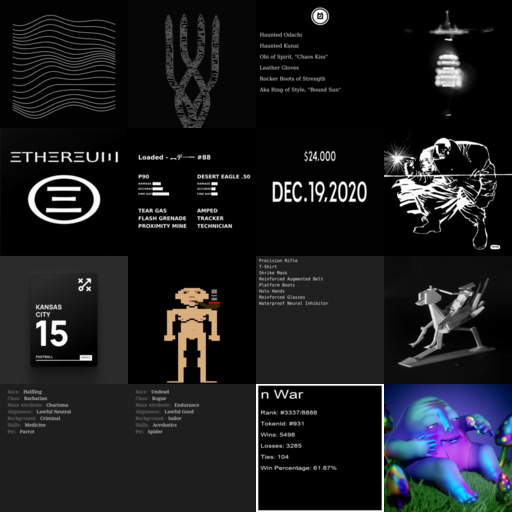 Haunted Odachi
Haunted Kunai
Ohi of Spirit, "Chaos Kiss"
Leather Gloves
Rocker Boots of Strength
Aka Ring of Style, "Bound Sun"
ETHEREUM
Loaded - #88
P90
DESERT EAGLE .50
DAMAGE
ACCURACY
FIRE RATE
DAMAGE
ACCURACY
FIRE RATE
TEAR GAS
FLASH GRENADE
PROXIMITY MINE
AMPED
TRACKER
TECHNICIAN
$24.000
DEC.19.2020
KANSAS
CITY
15
FOOTBALL
Precision Rifle
T-Shirt
Shrike Mask
Reinforced Augmented Belt
Platform Boots
Holo Hands
Reinforced Glasses
Waterproof Neural Inhibitor
Race: Halfling
Class: Barbarian
Main Attribute: Charisma
Alignment: Lawful Neutral
Background: Criminal
Skills: Medicine
Pet: Parrot
Race: Undead
Class: Rogue
Main Attribute: Endurance
Alignment: Lawful Good
Background: Sailor
Skills: Acrobatics
Pet: Spider
n War
Rank: #3337/8888
TokenId: #931
Wins: 5498
Losses: 3285
Ties: 104
Win Percentage: 61.87%